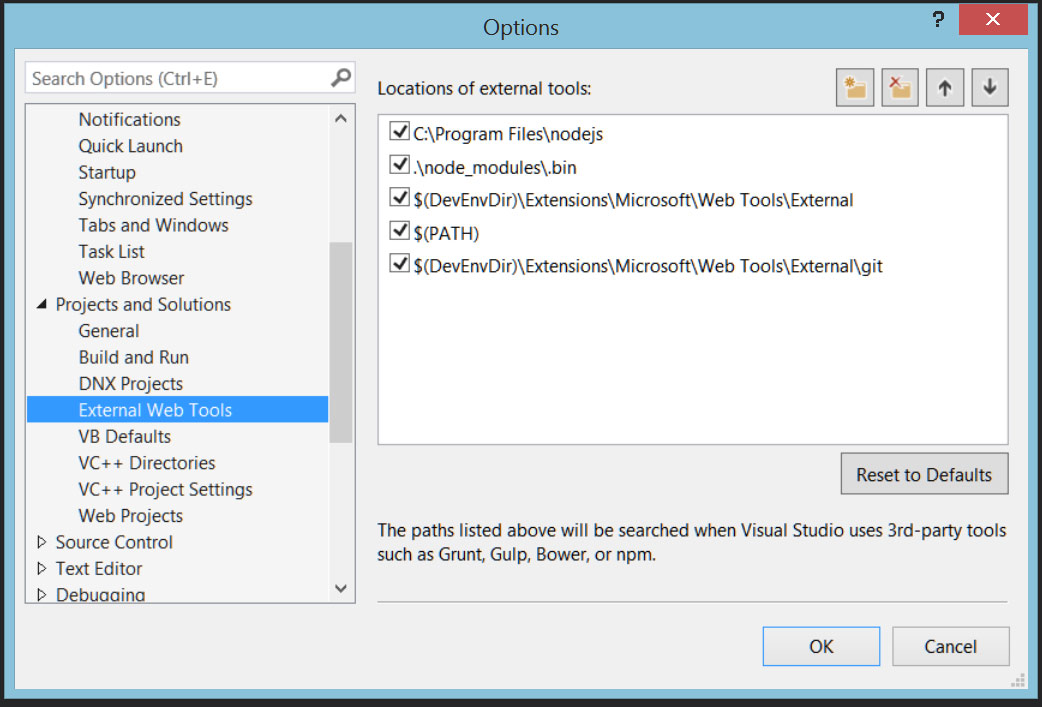 Options
?
Search Options (Ctrl+E)
Notifications
Quick Launch
Startup
Synchronized Settings
Tabs and Windows
Task List
Web Browser
Projects and Solutions
General
Build and Run
DNX Projects
External Web Tools
VB Defaults
VC++ Directories
VC++ Project Settings
Web Projects
Source Control
Text Editor
Debugging
Locations of external tools:
C:\Program Files\nodejs
.\node_modules\.bin
$(DevEnvDir)\Extensions\Microsoft\Web Tools\External
$(PATH)
$(DevEnvDir)\Extensions\Microsoft\Web Tools\External\git
Reset to Defaults
The paths listed above will be searched when Visual Studio uses 3rd-party tools
such as Grunt, Gulp, Bower, or npm.
OK
Cancel